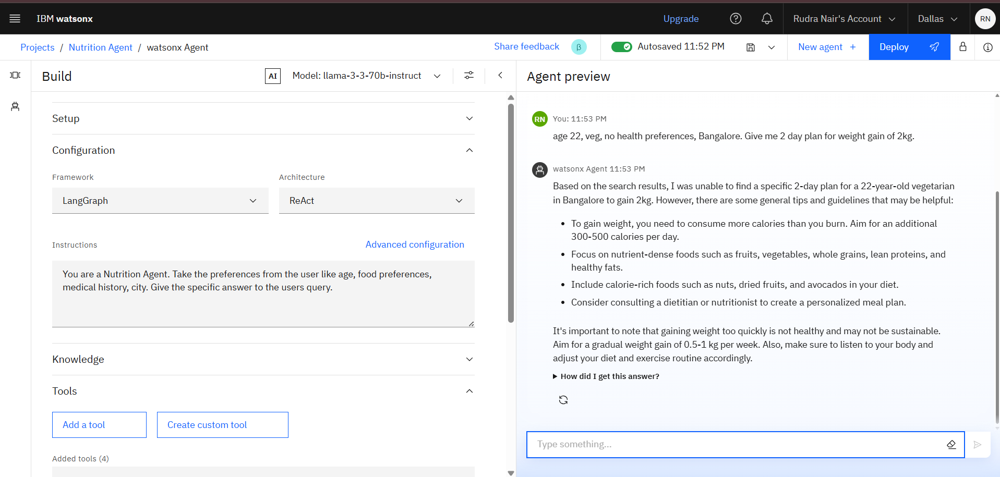 IBM watsonx
Upgrade
Rudra Nair's Account
Dallas
RN
Projects / Nutrition Agent / watsonx Agent
Share feedback
β
Autosaved 11:52 PM
New agent +
Deploy
Build
AI
Model: llama-3-3-70b-instruct
Setup
Configuration
Framework
Architecture
LangGraph
ReAct
Instructions
Advanced configuration
You are a Nutrition Agent. Take the preferences from the user like age, food preferences,
medical history, city. Give the specific answer to the users query.
Knowledge
Tools
Add a tool
Create custom tool
Added tools (4)
Agent preview
RN
You: 11:53 PM
age 22, veg, no health preferences, Bangalore. Give me 2 day plan for weight gain of 2kg.
watsonx Agent 11:53 PM
Based on the search results, I was unable to find a specific 2-day plan for a 22-year-old vegetarian
in Bangalore to gain 2kg. However, there are some general tips and guidelines that may be helpful:
• To gain weight, you need to consume more calories than you burn. Aim for an additional
300-500 calories per day.
• Focus on nutrient-dense foods such as fruits, vegetables, whole grains, lean proteins, and
healthy fats.
• Include calorie-rich foods such as nuts, dried fruits, and avocados in your diet.
• Consider consulting a dietitian or nutritionist to create a personalized meal plan.
It's important to note that gaining weight too quickly is not healthy and may not be sustainable.
Aim for a gradual weight gain of 0.5-1 kg per week. Also, make sure to listen to your body and
adjust your diet and exercise routine accordingly.
How did I get this answer?
Type something...